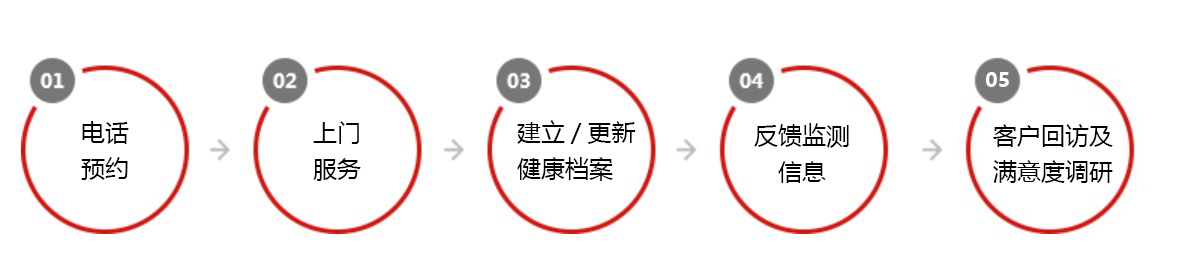 01
电话
预约
02
上门
服务
03
建立 / 更新
健康档案
04
反馈监测
信息
05
客户回访及
满意度调研